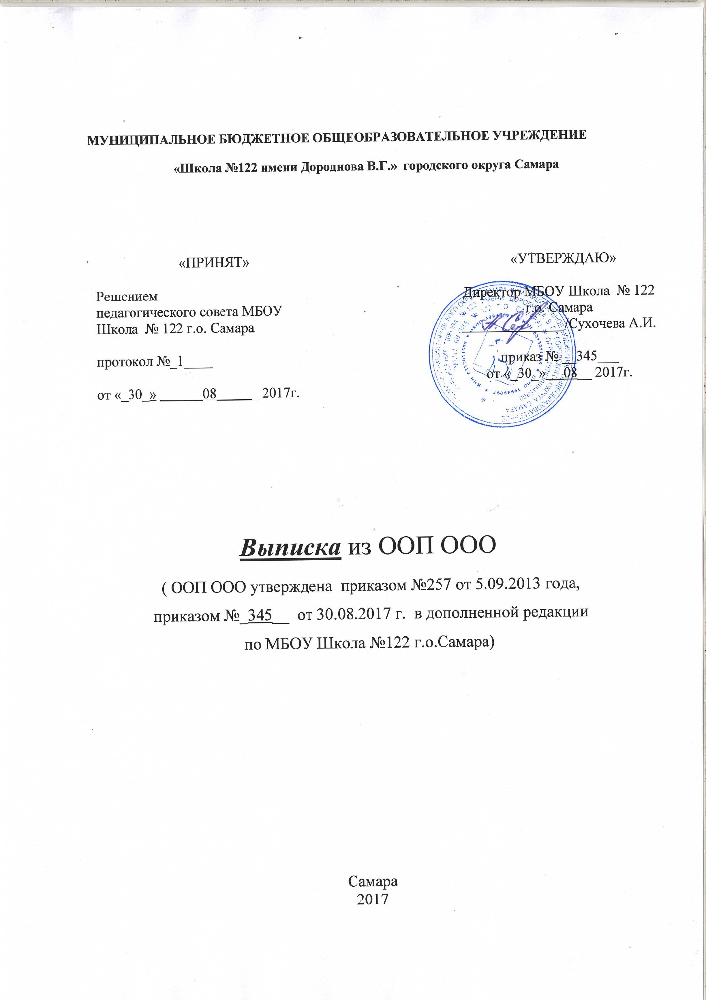 МУНИЦИПАЛЬНОЕ БЮДЖЕТНОЕ ОБЩЕОБРАЗОВАТЕЛЬНОЕ УЧРЕЖДЕНИЕ
«Школа №122 имени Дороднова В.Г.»  городского округа Самара
«ПРИНЯТ»
Решением
педагогического совета МБОУ
Школа  № 122 г.о. Самара
протокол №_1____
от «_30_» ______08______ 2017г.
«УТВЕРЖДАЮ»
Директор МБОУ Школа  № 122
г.о. Самара
______________/Сухочева А.И.
приказ № __345___
от «_30_»__08__ 2017г.
Выписка из ООП ООО
( ООП ООО утверждена  приказом №257 от 5.09.2013 года,
приказом №_345__  от 30.08.2017 г.  в дополненной редакции
по МБОУ Школа №122 г.о.Самара)
Самара
2017